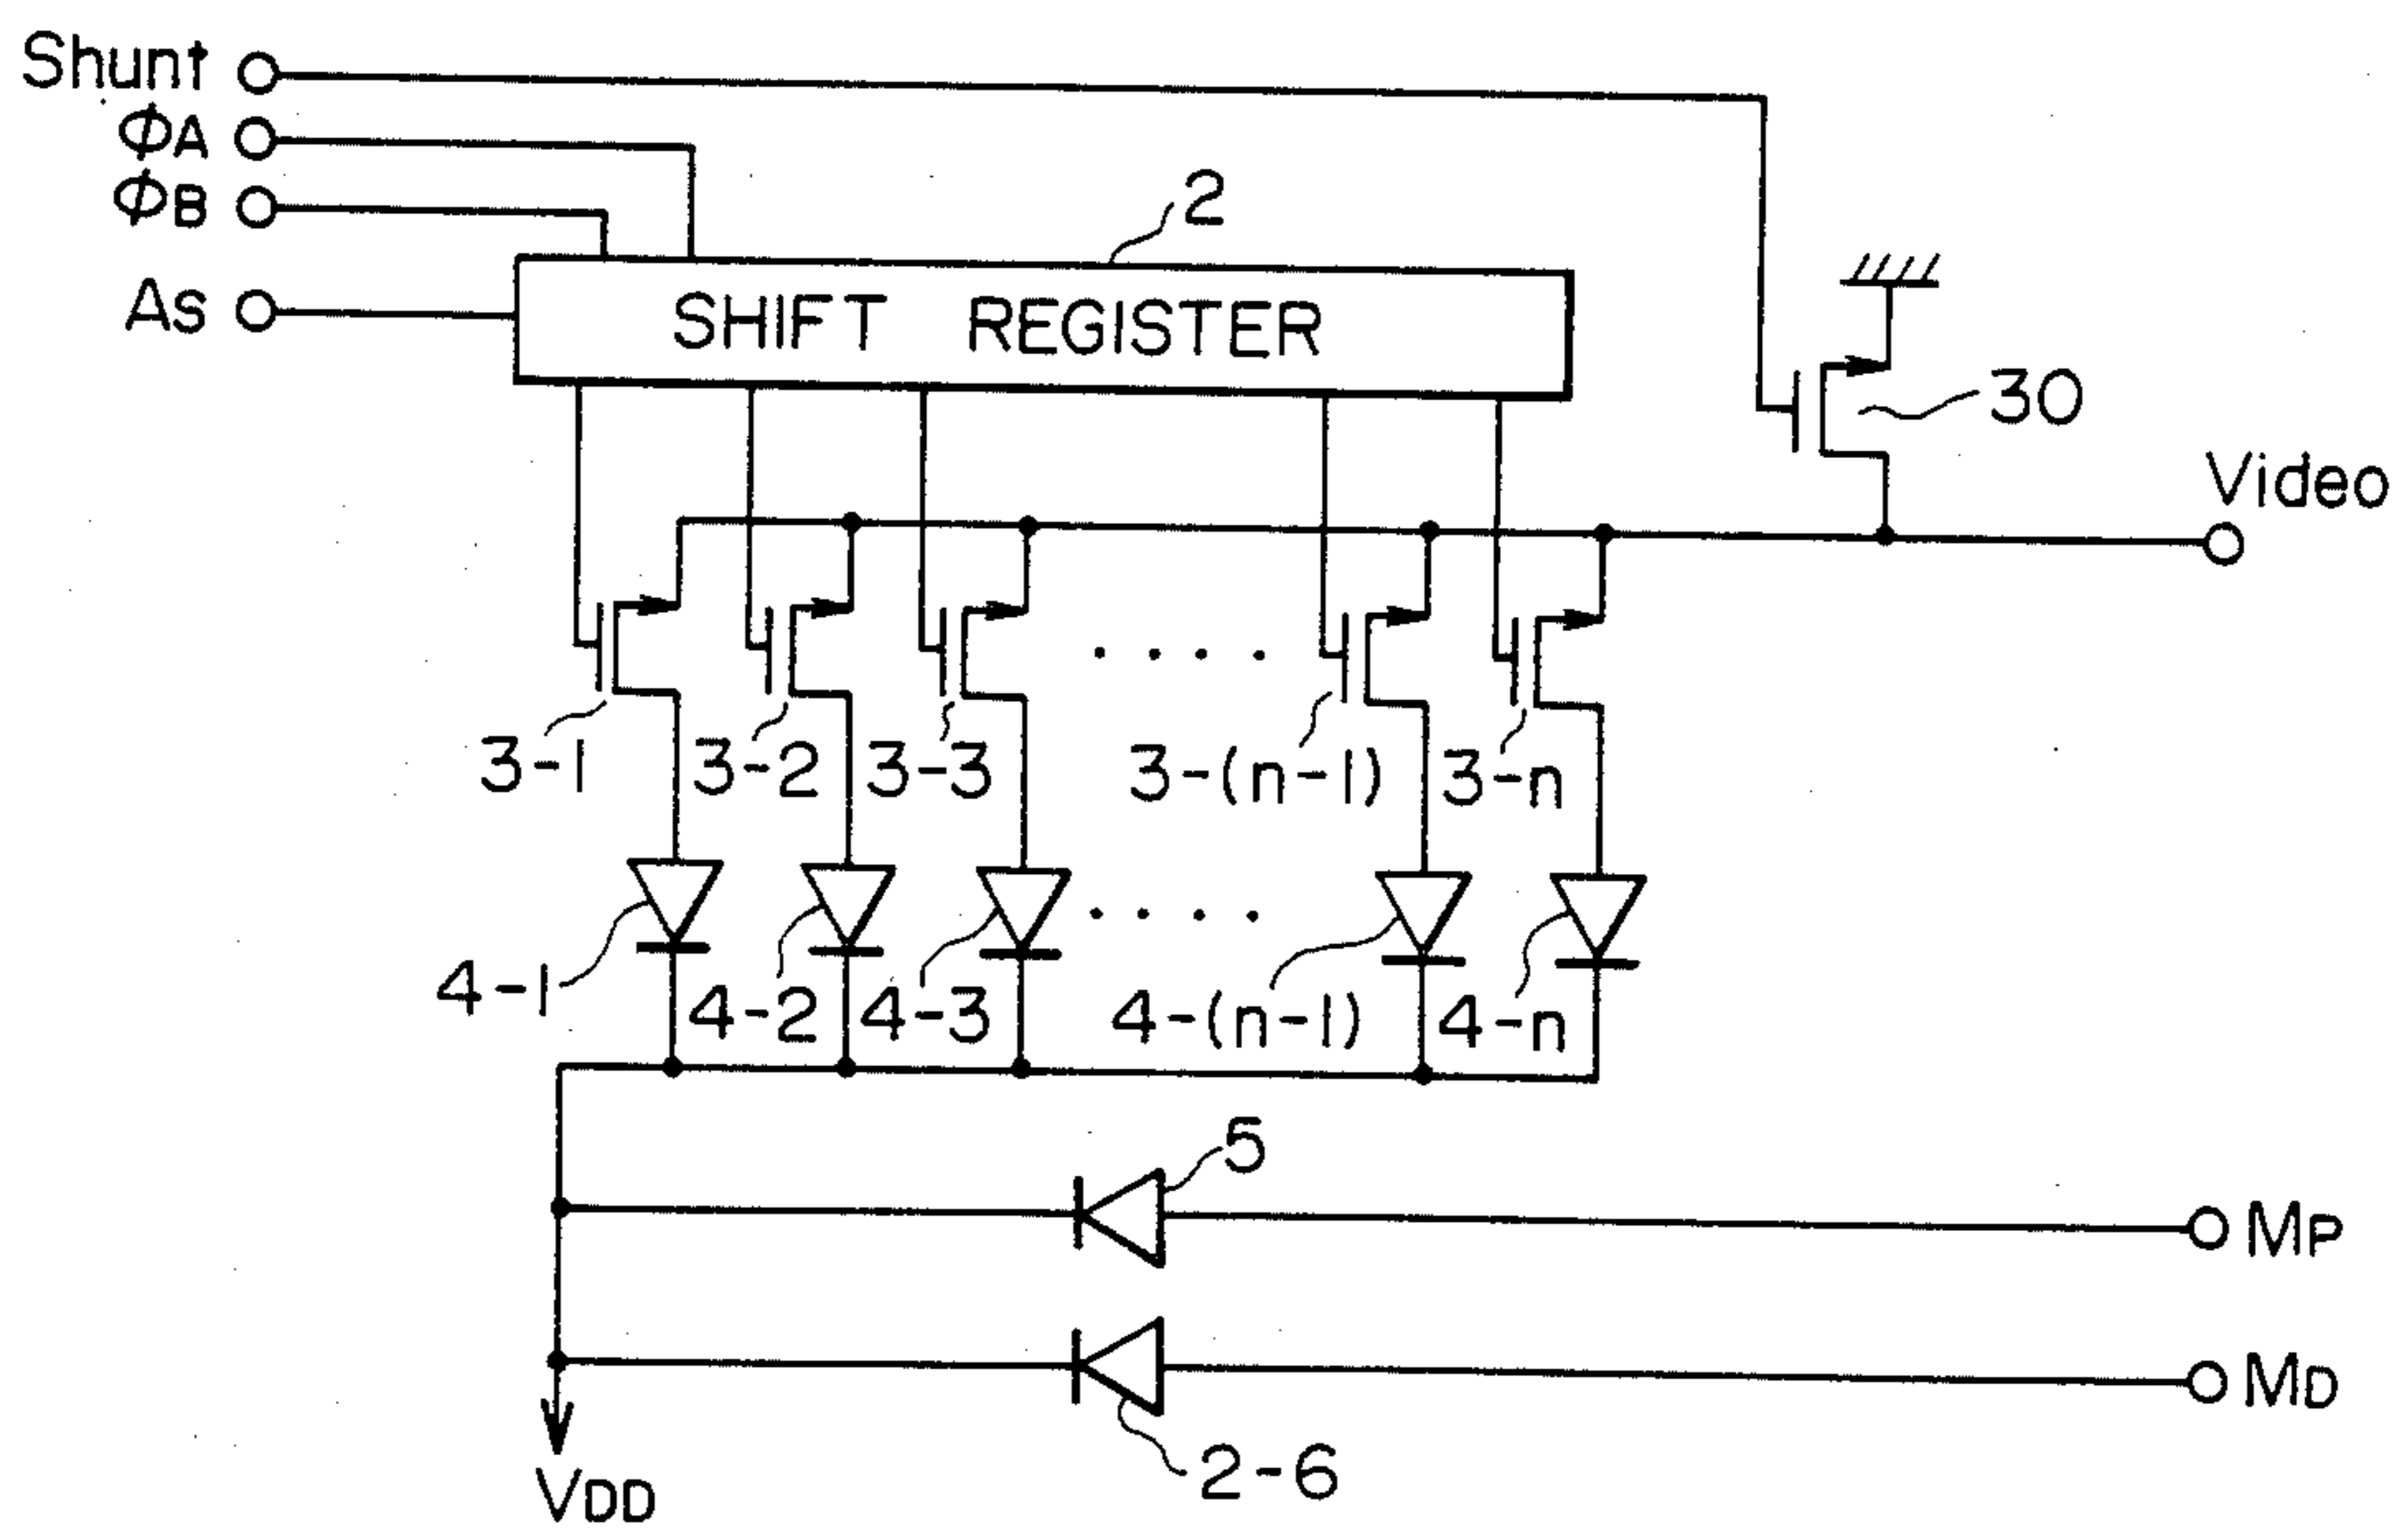 Shunt
ΦA
ΦB
As
2
SHIFT REGISTER
30
Video
3-1
3-2
3-3
3-(n-1)
3-n
4-1
4-2
4-3
4-(n-1)
4-n
5
MP
MD
2-6
VDD